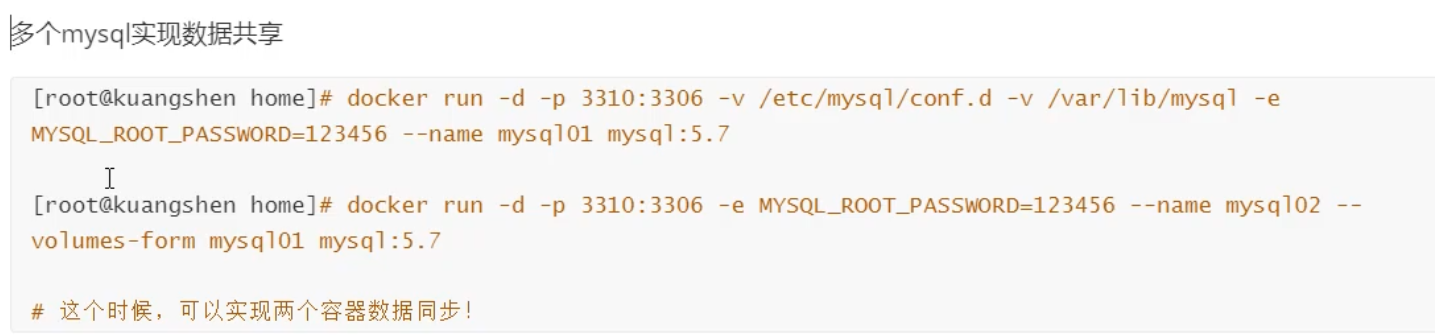 多个mysql实现数据共享
[root@kuangshen home]# docker run -d -p 3310:3306 -v /etc/mysql/conf.d -v /var/lib/mysql -e
MYSQL_ROOT_PASSWORD=123456 --name mysql01 mysql:5.7
[root@kuangshen home]# docker run -d -p 3310:3306 -e MYSQL_ROOT_PASSWORD=123456 --name mysql02 --
volumes-form mysql01 mysql:5.7
# 这个时候，可以实现两个容器数据同步！